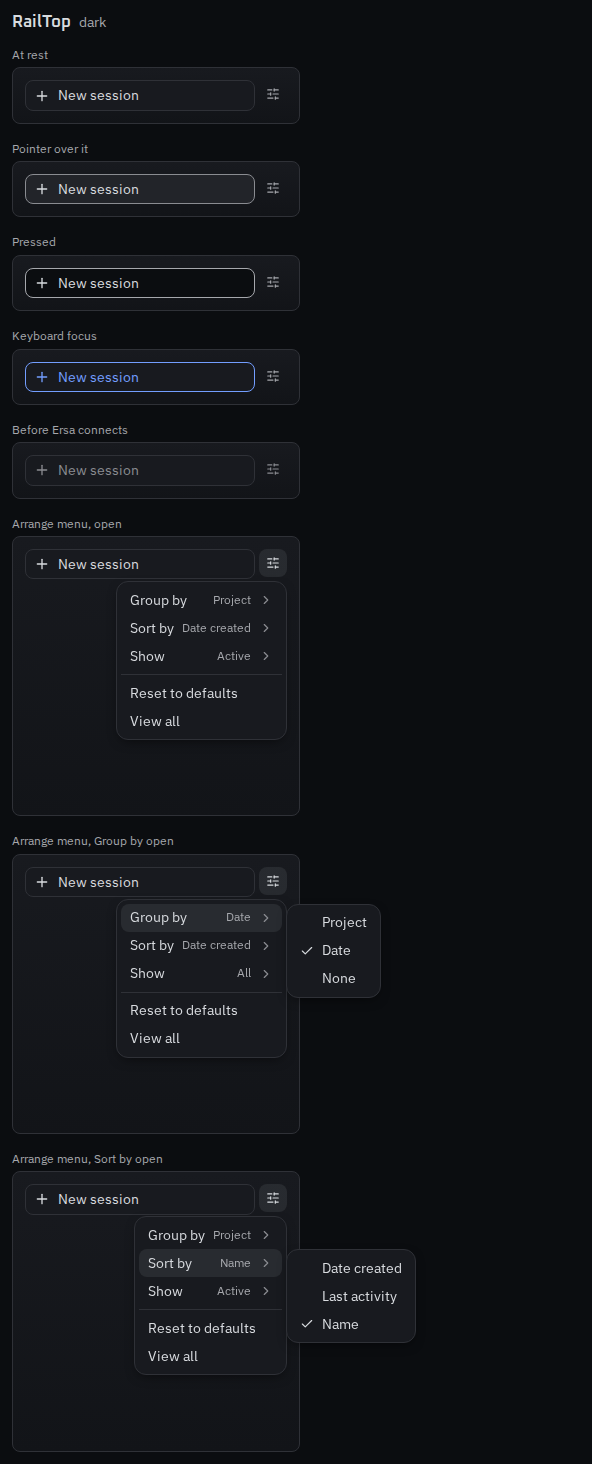 RailTop dark
At rest
New session
Pointer over it
New session
Pressed
New session
Keyboard focus
New session
Before Ersa connects
New session
Arrange menu, open
New session
Group by Project
Sort by Date created
Show Active
Reset to defaults
View all
Arrange menu, Group by open
New session
Group by Date
Sort by Date created
Show All
Reset to defaults
View all
Project
Date
None
Arrange menu, Sort by open
New session
Group by Project
Sort by Name
Show Active
Reset to defaults
View all
Date created
Last activity
Name